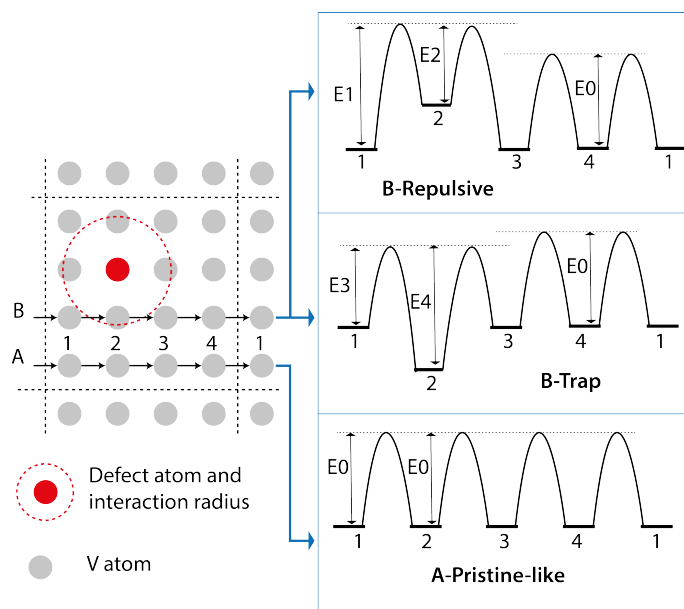 E1
E2
E0
1
2
3
4
1
B-Repulsive
E3
E4
E0
1
2
3
4
1
B-Trap
E0
E0
1
2
3
4
1
A-Pristine-like
B
1
2
3
4
1
A
Defect atom and
interaction radius
V atom